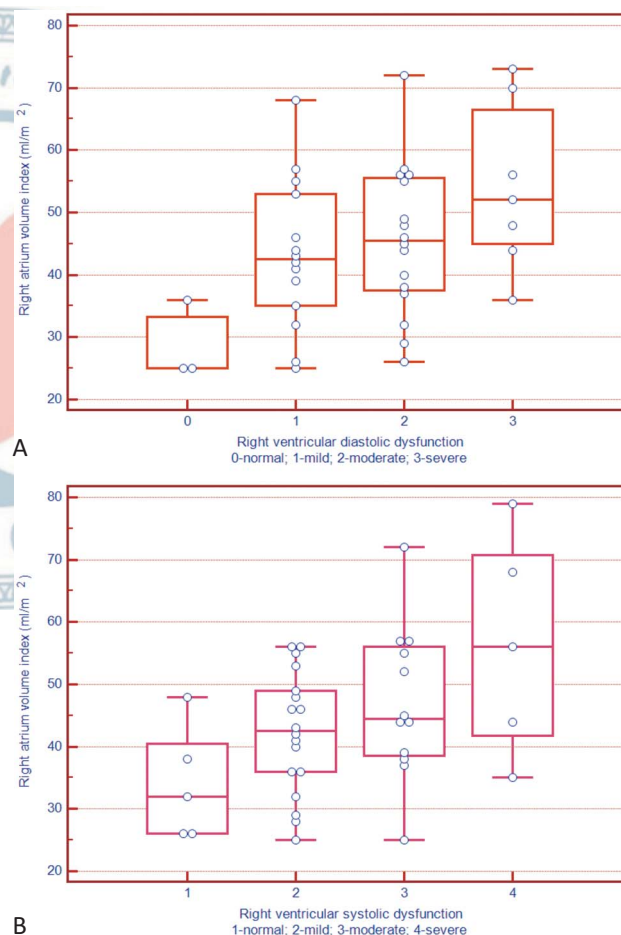 80
70
60
50
40
30
20
Right atrium volume index (ml/m 2)
0 1 2 3
A
Right ventricular diastolic dysfunction
0-normal; 1-mild; 2-moderate; 3-severe
80
70
60
50
40
30
20
Right atrium volume index (ml/m 2)
1 2 3 4
B
Right ventricular systolic dysfunction
1-normal; 2-mild; 3-moderate; 4-severe